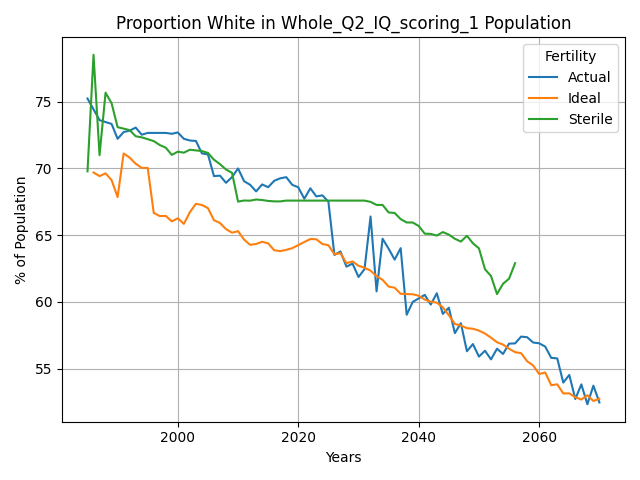 Proportion White in Whole_Q2_IQ_scoring_1 Population
Fertility
Actual
Ideal
Sterile
% of Population
75
70
65
60
55
2000
2020
2040
2060
Years